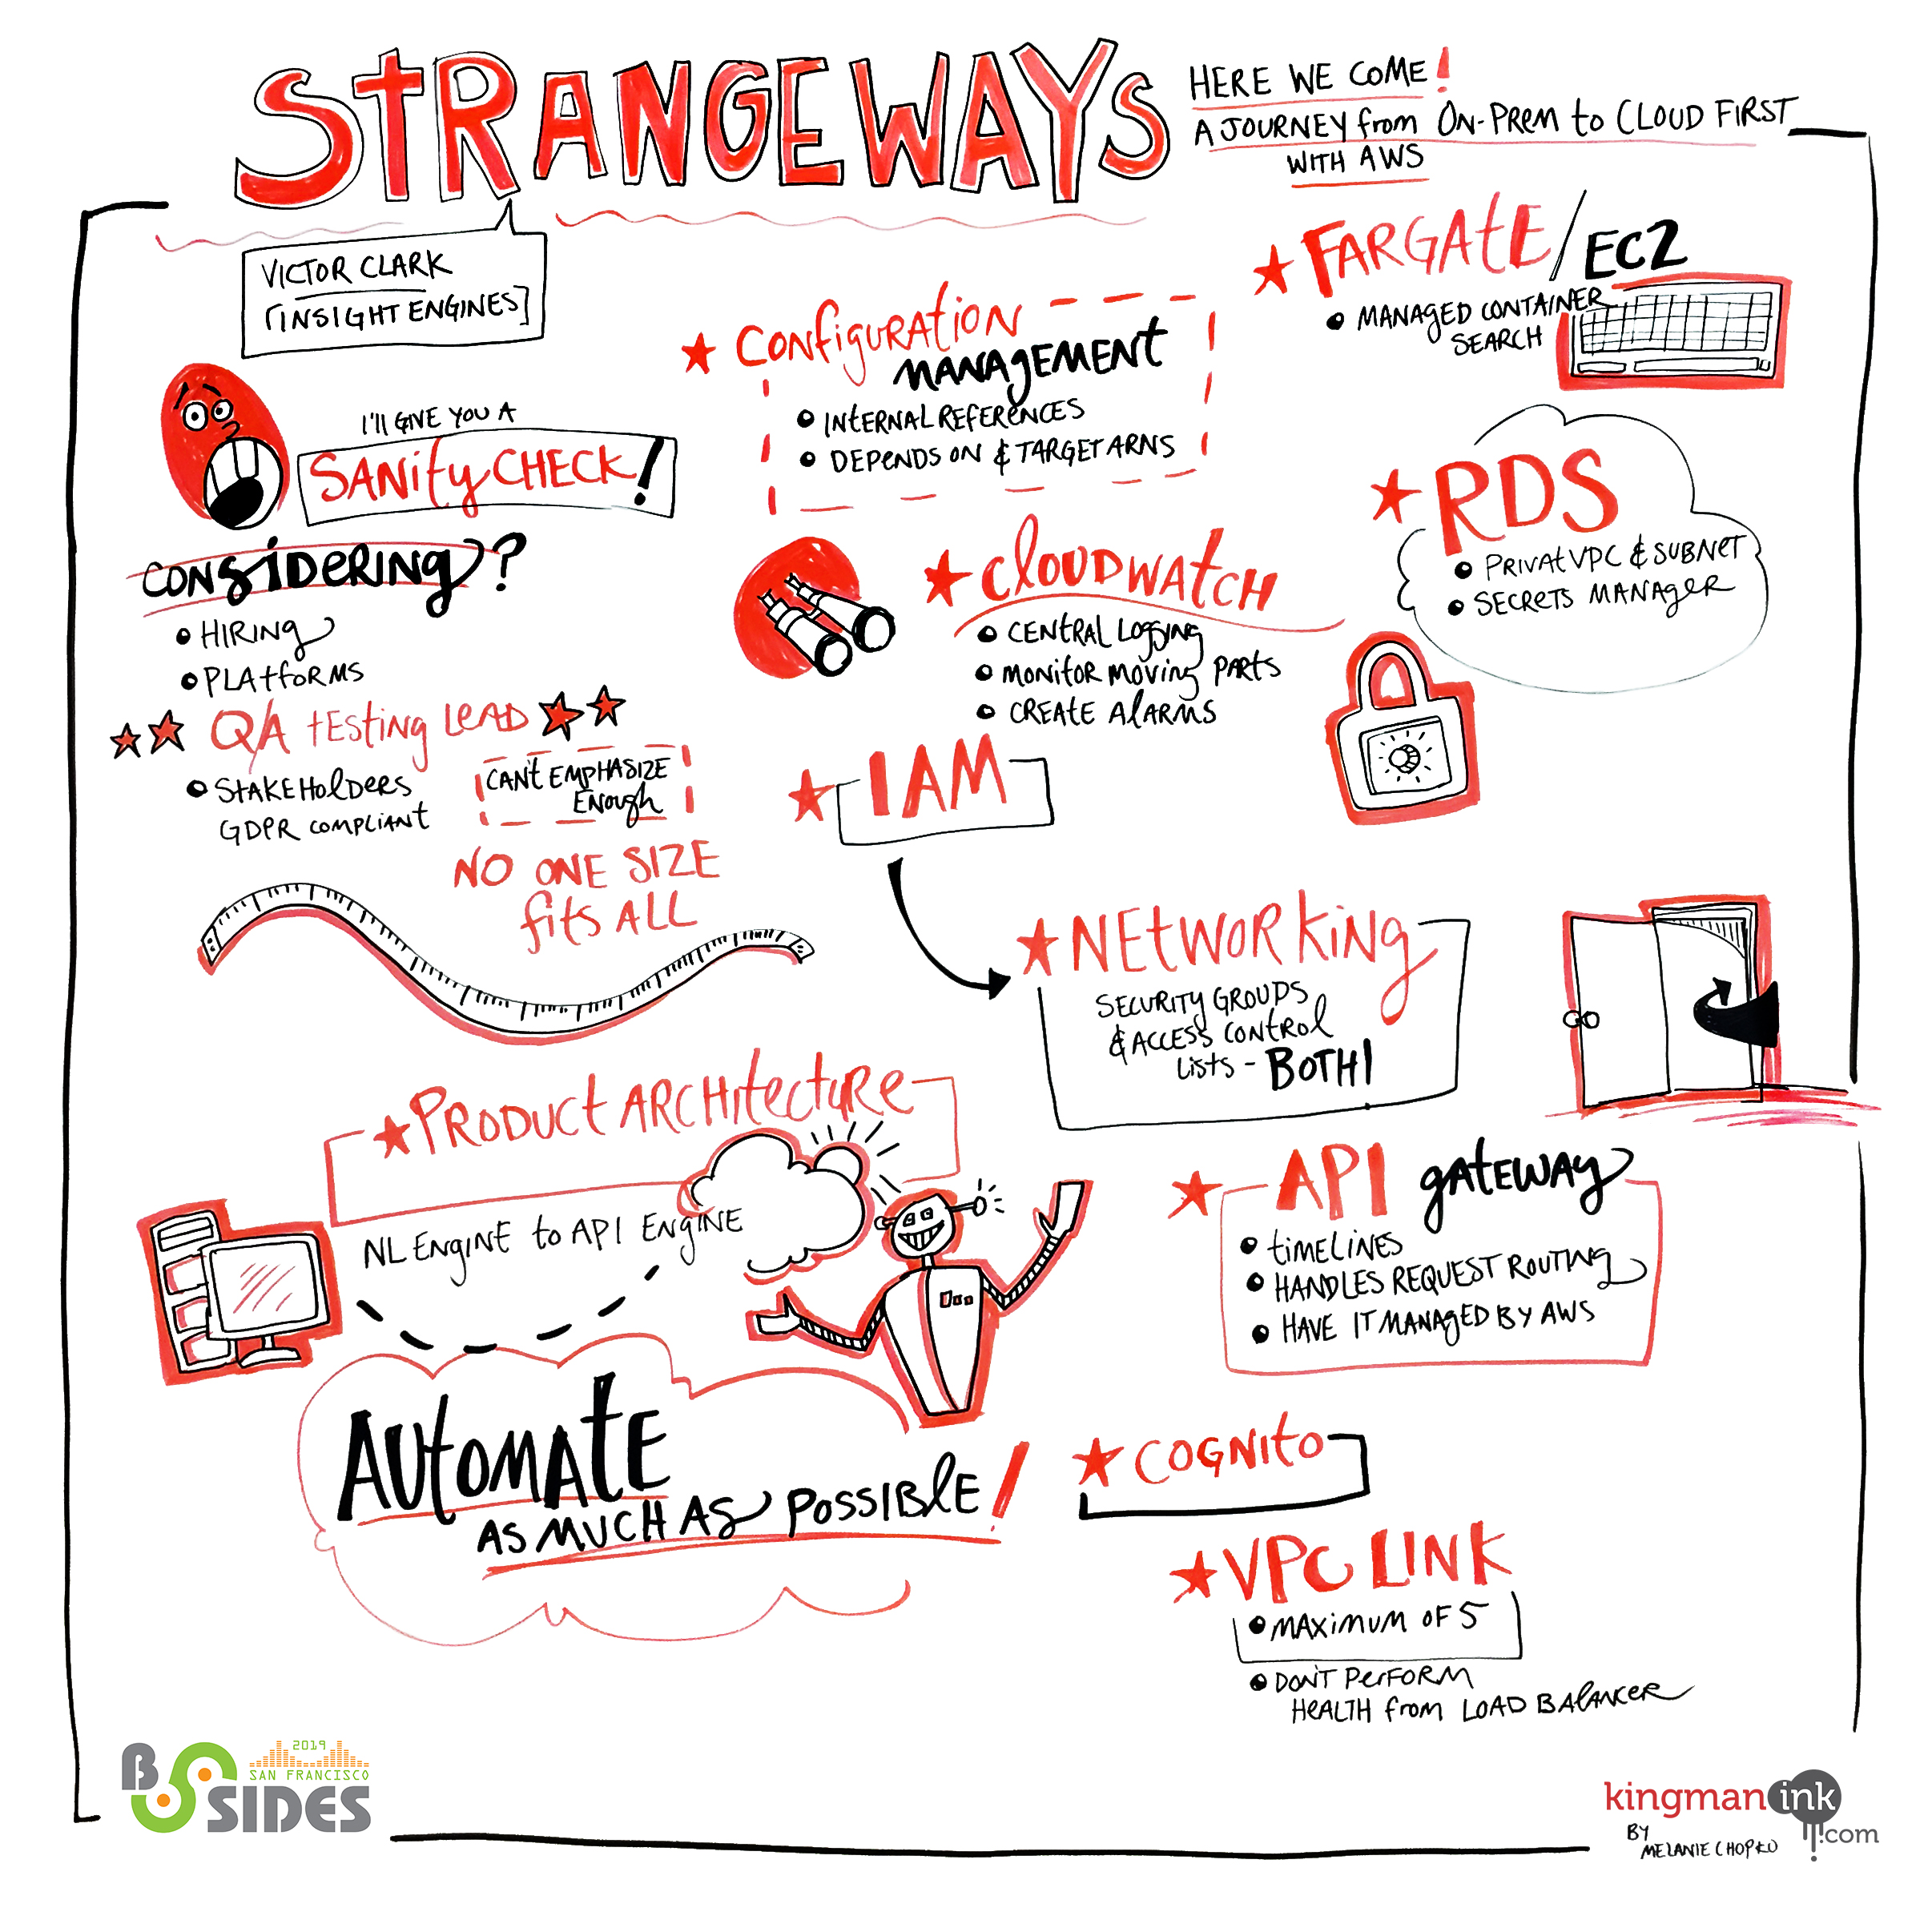 STRANGEWAYS
HERE WE COME!
A JOURNEY from ON-PREM to CLOUD FIRST
WITH AWS
VICTOR CLARK
[INSIGHT ENGINES]
I'll GIVE YOU A
SANity CHECK!
CONSIDERING?
• HIRING
• PLAtfoRMS
QA tEsting LEAD
• StAKEHoldERS
GDPR COMPLIANT
CAN'T EMPHASIZE
ENough
NO ONE SIZE
fits ALL
CONfiguRAtION
MANAGEMENT
• INtERNAL REFERENCES
• DEPENDS ON & TARGET ARNS
CloudwAtCH
• CENtRAL Logging
• MONitOR Moving PARts
• CREAtE AlARMS
IAM
NEtwORKiNg
SECURITY GROUPS
& ACCESS CONtRol
Lists - BOTH!
FARGAtE/EC2
• MANAgED CONTAINER
SEARCH
RDS
• PRIVAt VPC & SUBNET
• SECRETS MANAGER
PRODUCt ARCHitectuRE
NL ENgINE to API ENgINE
AUtoMAtE
AS MUCH AS POSSIBlE!
API gAtEWAY
• tiMELINES
• HANDLES REQUEST ROUTINg
• HAVE IT MANAgED BY AWS
COGNito
VPC LINK
• MAXiMUM OF 5
• DON'T PERFORM
HEALTH from LOAD BAlANCER
B SIDES
2019
SAN FRANCISCO
kingman ink
.com
BY
MELANIE CHOPKO